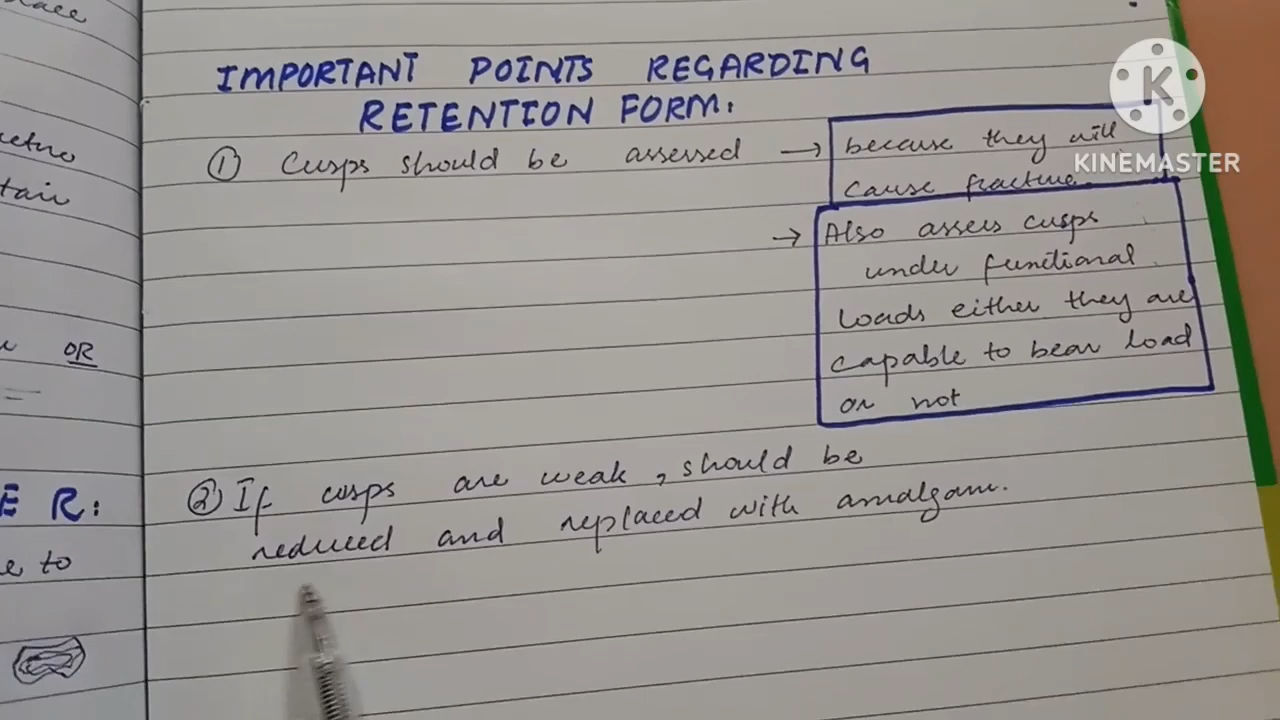 IMPORTANT POINTS REGARDING
RETENTION FORM.
① Cusps should be assessed → because they will
cause fracture.
→ Also assess cusps
under functional
loads either they are
capable to bear load
or not
② If cusps are weak, should be
reduced and replaced with amalgam.
OR
E R:
e to
tain
K
KINEMASTER